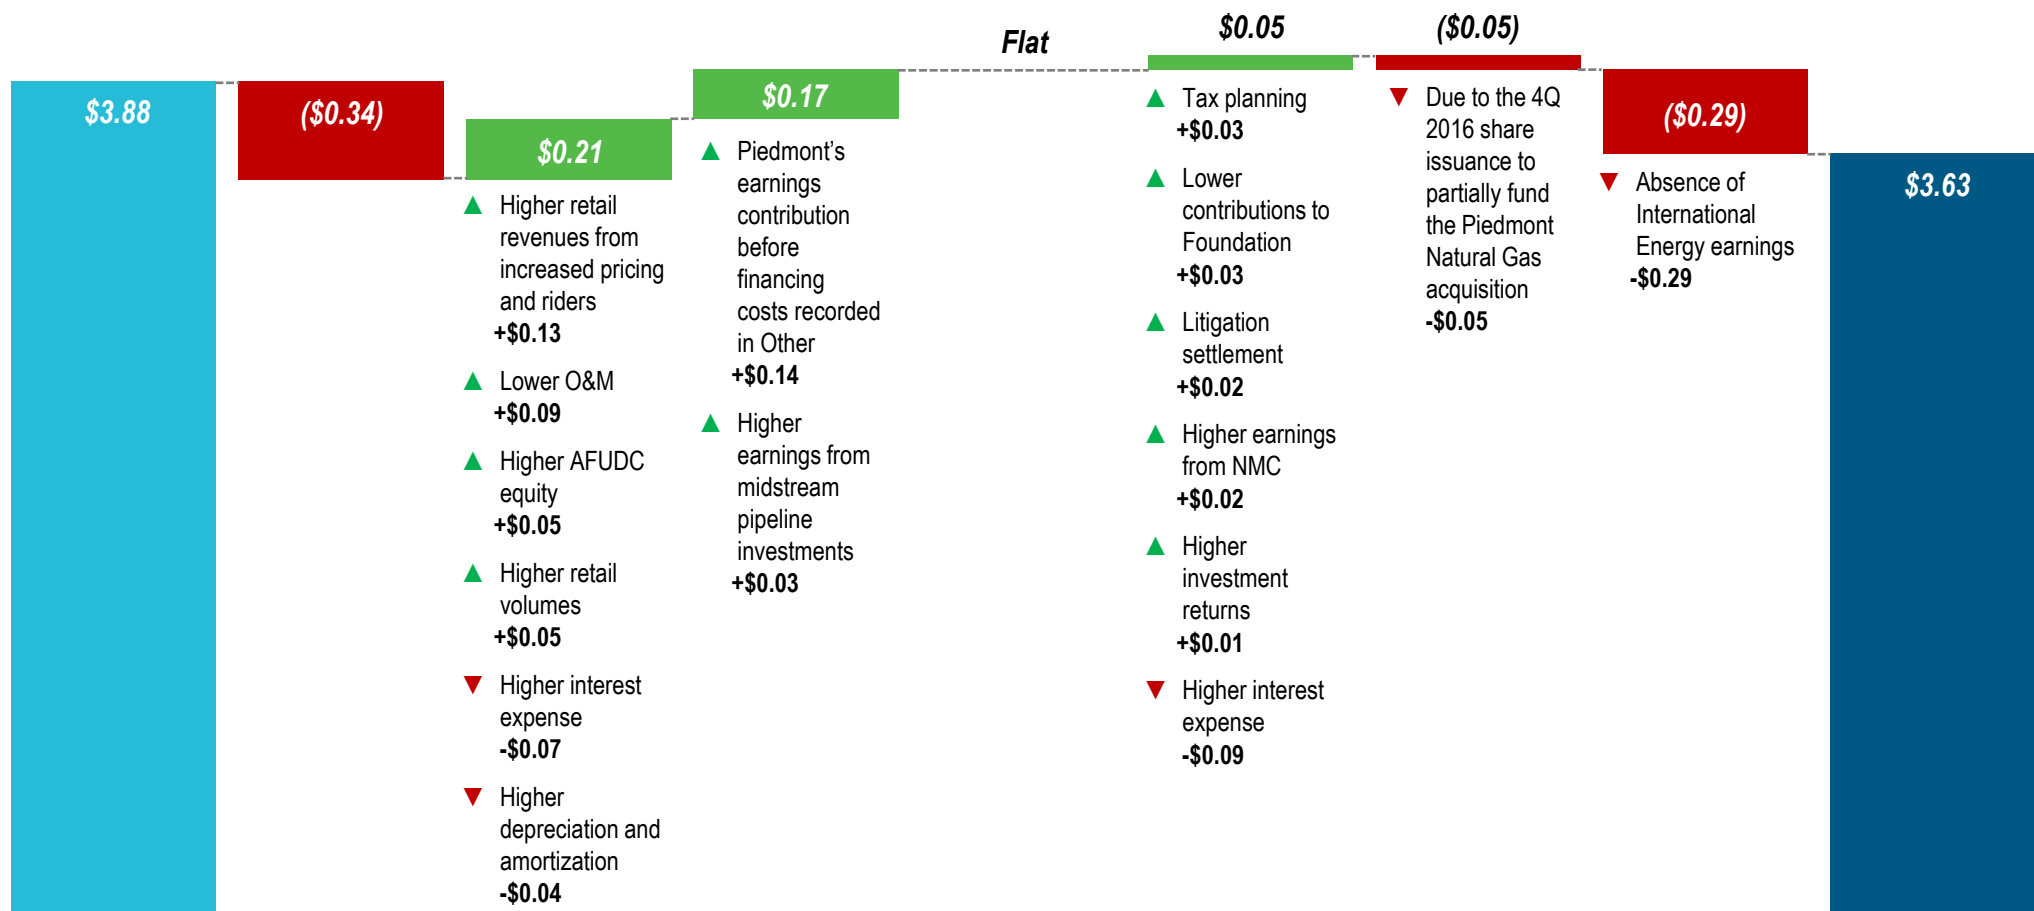 $3.88
($0.34)
$0.21
Higher retail
revenues from
increased pricing
and riders
+$0.13
Lower O&M
+$0.09
Higher AFUDC
equity
+$0.05
Higher retail
volumes
+$0.05
Higher interest
expense
-$0.07
Higher
depreciation and
amortization
-$0.04
$0.17
Piedmont’s
earnings
contribution
before
financing
costs recorded
in Other
+$0.14
Higher
earnings from
midstream
pipeline
investments
+$0.03
Flat
$0.05
Tax planning
+$0.03
Lower
contributions to
Foundation
+$0.03
Litigation
settlement
+$0.02
Higher earnings
from NMC
+$0.02
Higher
investment
returns
+$0.01
Higher interest
expense
-$0.09
($0.05)
Due to the 4Q
2016 share
issuance to
partially fund
the Piedmont
Natural Gas
acquisition
-$0.05
($0.29)
Absence of
International
Energy earnings
-$0.29
$3.63